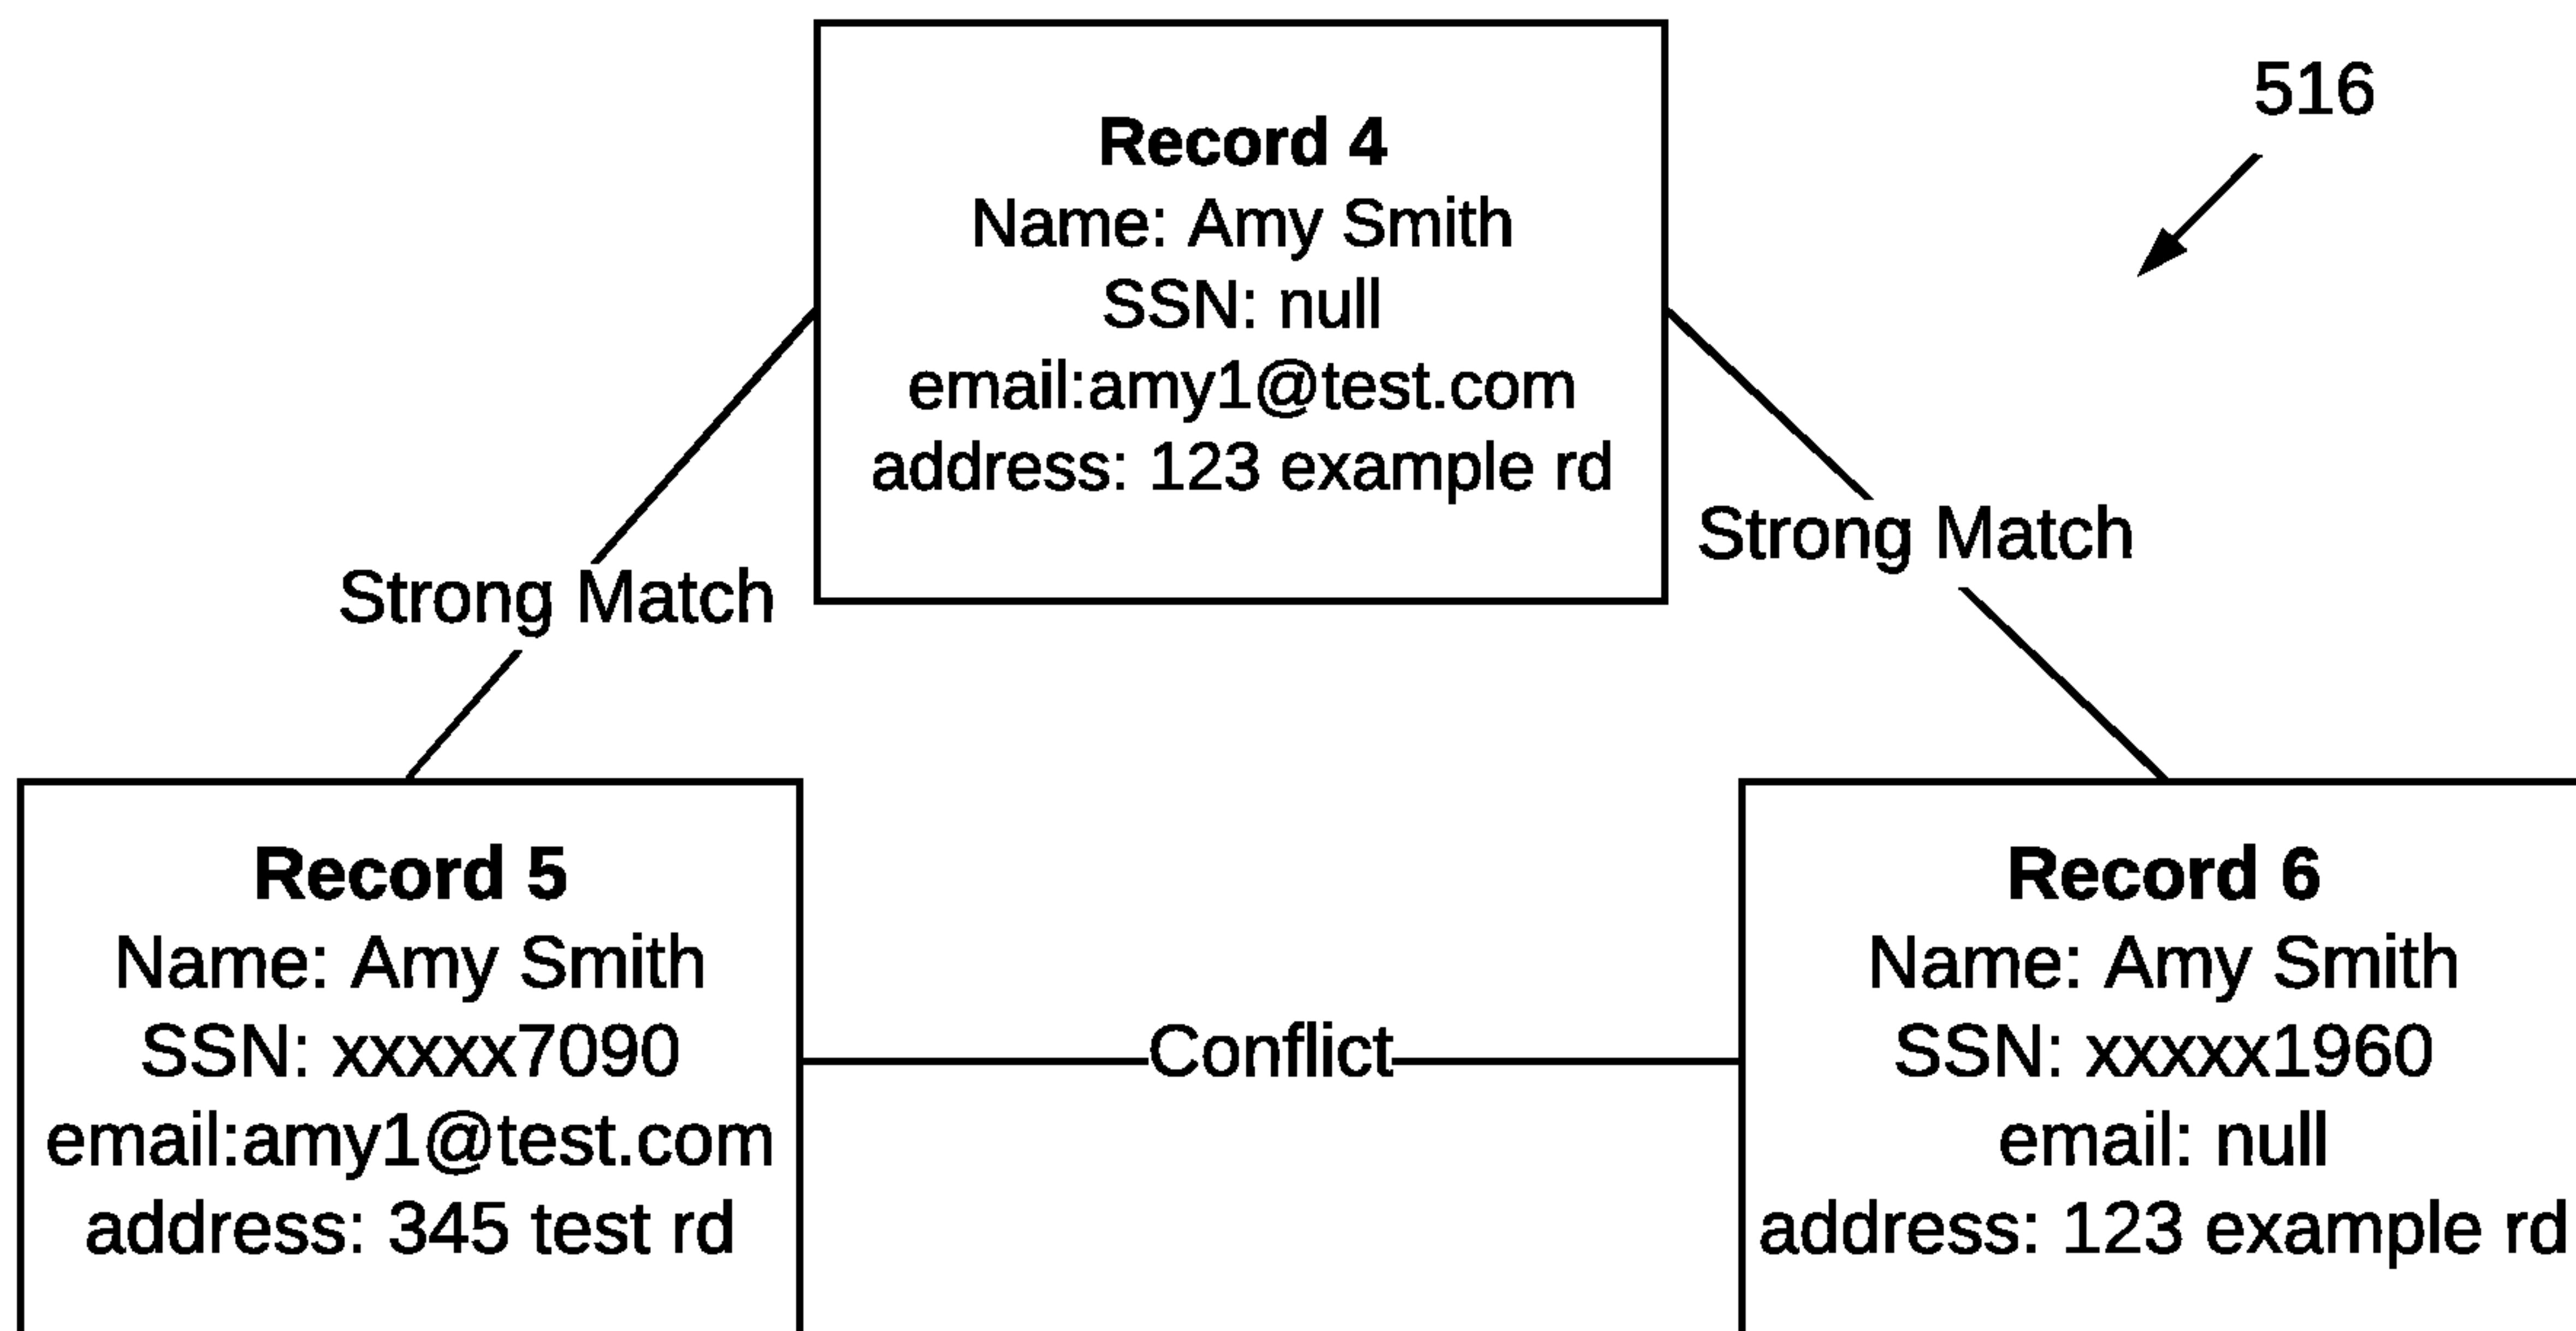 516
Record 4
Name: Amy Smith
SSN: null
email:amy1@test.com
address: 123 example rd
Strong Match
Strong Match
Record 5
Name: Amy Smith
SSN: xxxxx7090
email:amy1@test.com
address: 345 test rd
Conflict
Record 6
Name: Amy Smith
SSN: xxxxx1960
email: null
address: 123 example rd